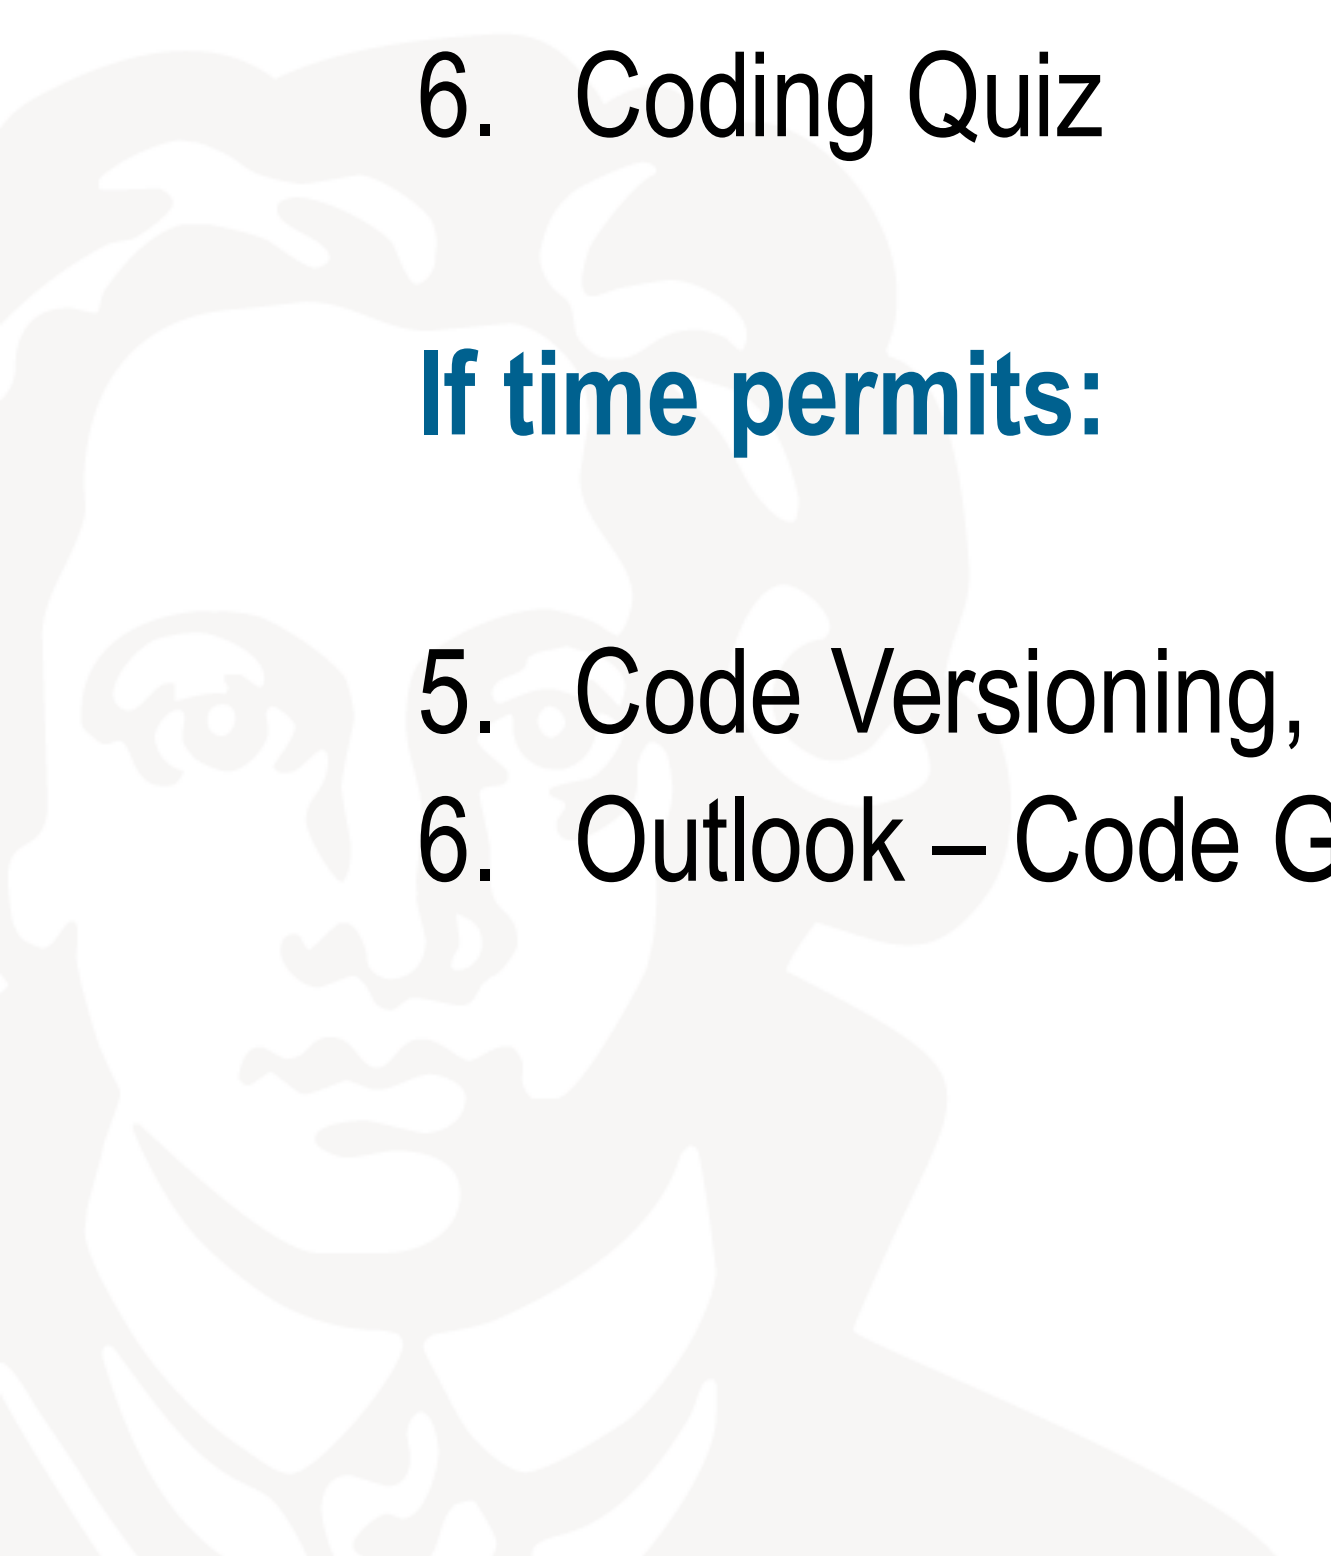 6. Coding Quiz
If time permits:
5. Code Versioning,
6. Outlook – Code